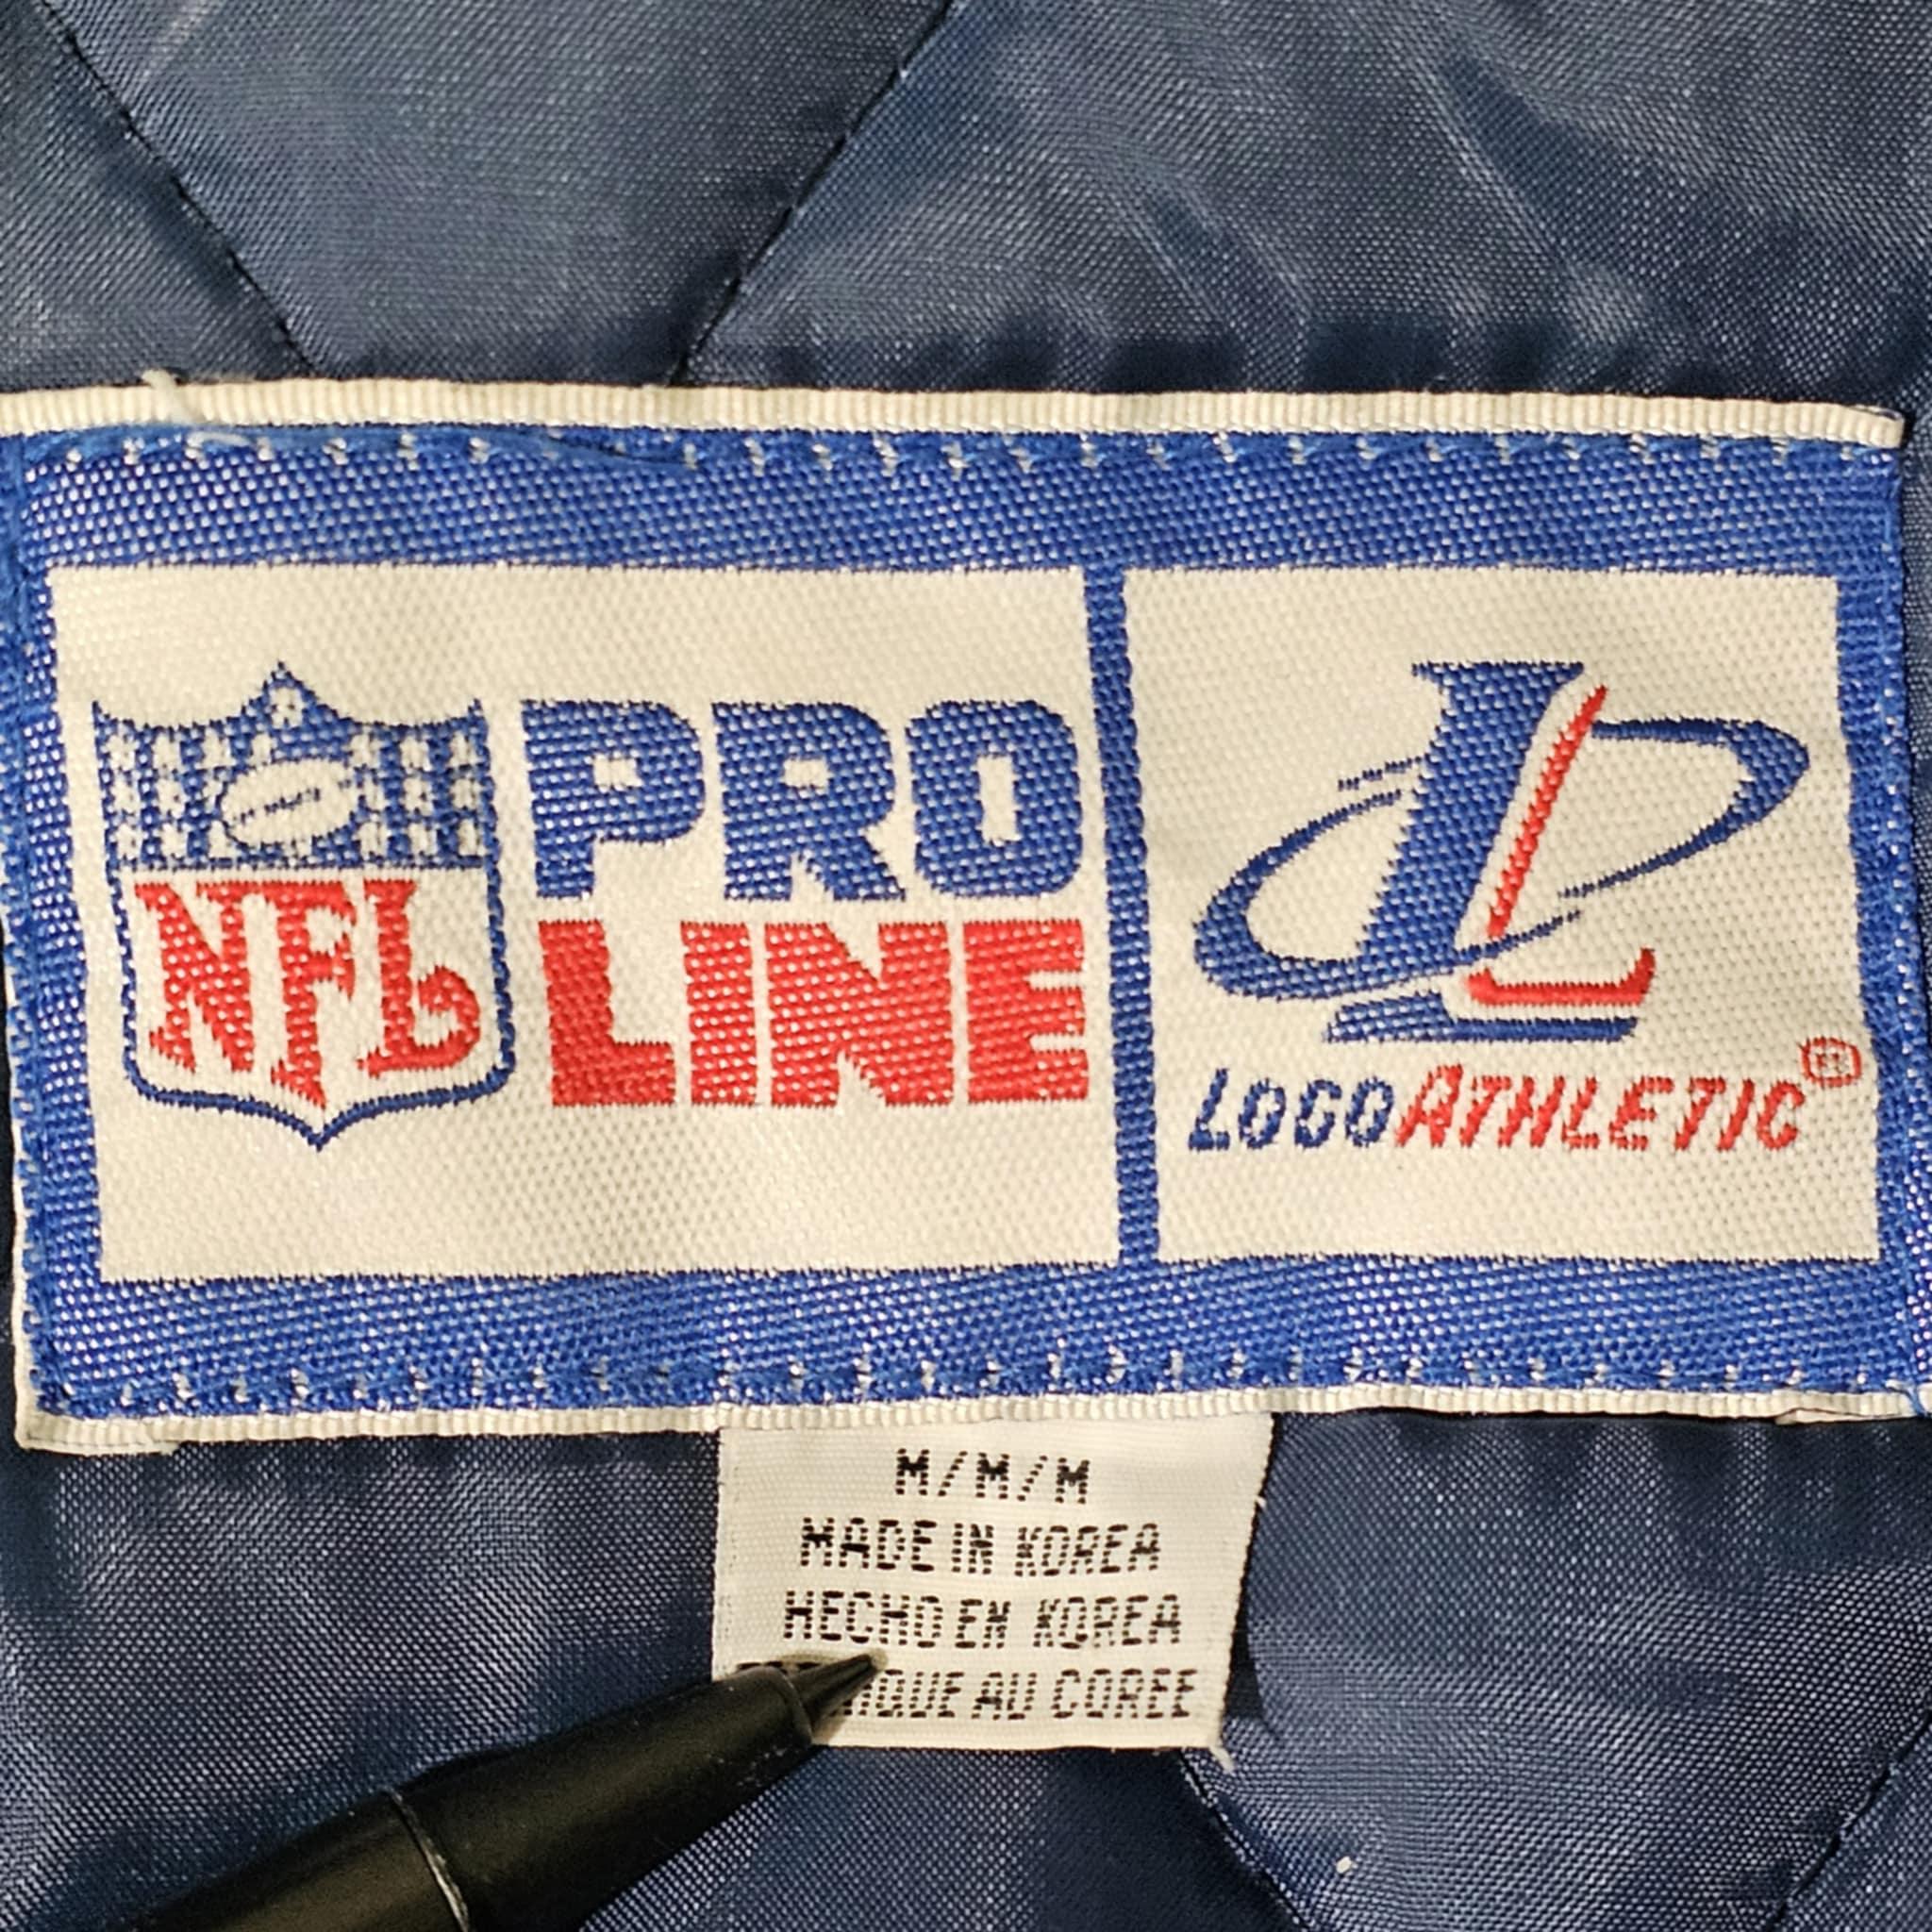 NFL
PRO
LINE
L
LOGO ATHLETIC®
M/M/M
MADE IN KOREA
HECHO EN KOREA
AU COREE